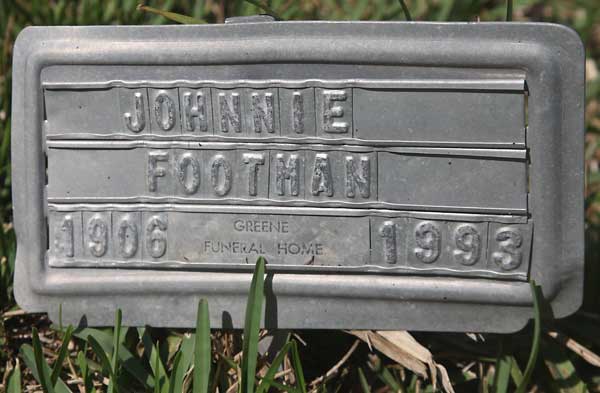 JOHNNIE
FOOTMAN
1906 GREENE FUNERAL HOME 1993